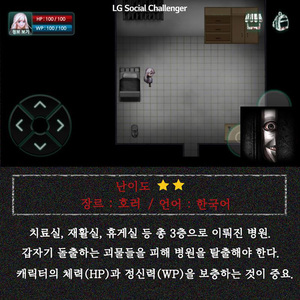 LG Social Challenger
HP : 100 / 100
WP : 100 / 100
정보 보기
난이도 ★★
장르 : 호러 / 언어 : 한국어
치료실, 재활실, 휴게실 등 총 3층으로 이뤄진 병원.
갑자기 돌출하는 괴물들을 피해 병원을 탈출해야 한다.
캐릭터의 체력(HP)과 정신력(WP)을 보충하는 것이 중요.